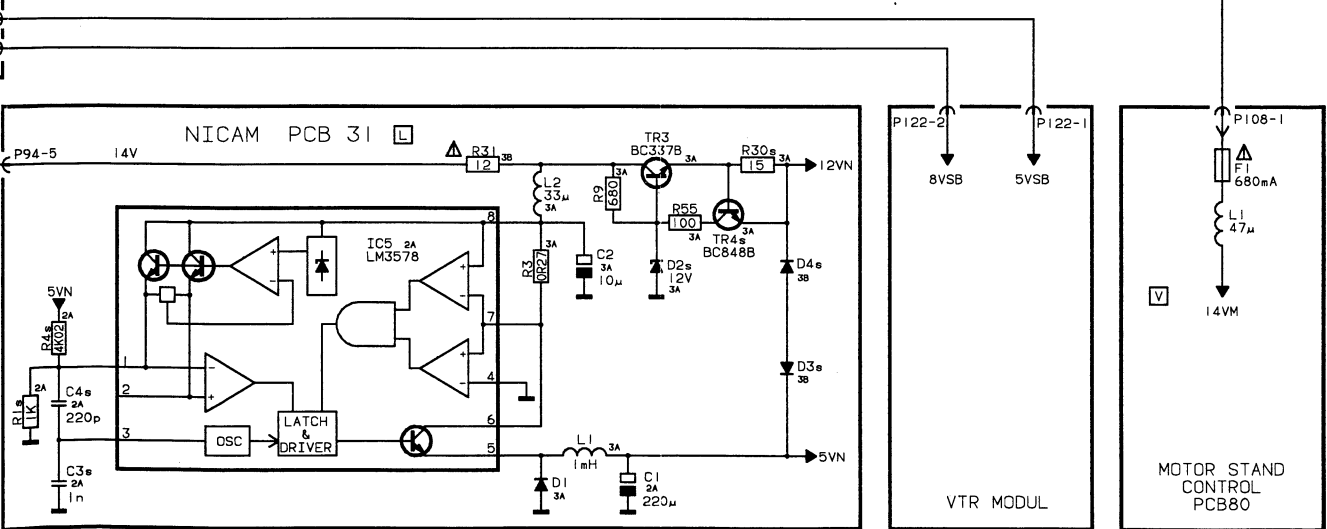 NICAM PCB 31 L
P94-5
14V
R31
12
3B
L2
33µ
3A
R9
680
3A
TR3
BC337B
3A
R30s
15
3A
12VN
R55
100
3A
TR4s
BC848B
3A
D2s
12V
3A
D4s
3B
D3s
3B
IC5 2A
LM3578
8
R3
0R27
3A
C2
3A
10µ
7
4
6
5
5VN
R4s
4K02
2A
1
2
3
R1s
1K
2A
C4s
2A
220p
C3s
2A
1n
OSC
LATCH
&
DRIVER
+
-
-
+
-
+
+
-
D1
3A
L1
1mH
3A
C1
2A
220µ
5VN
P122-2
P122-1
8VSB
5VSB
VTR MODUL
P108-1
F1
680mA
L1
47µ
V
14VM
MOTOR STAND
CONTROL
PCB80